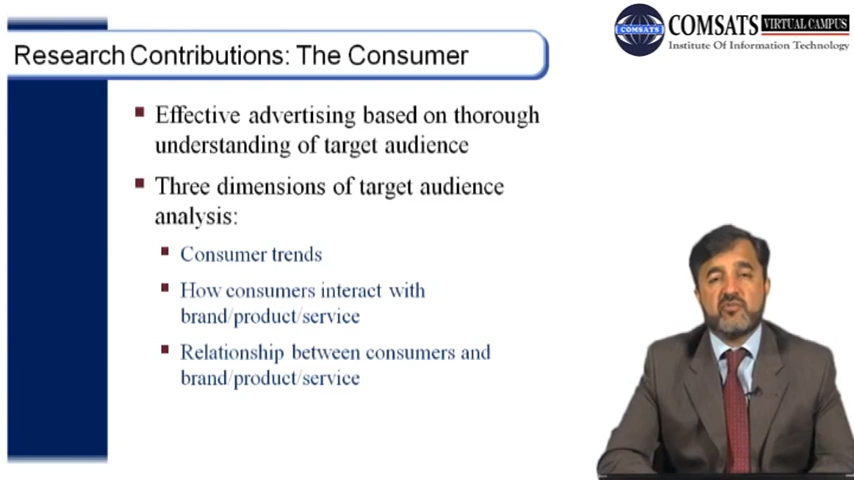 COMSATS VIRTUAL CAMPUS
COMSATS
Institute Of Information Technology
Research Contributions: The Consumer
Effective advertising based on thorough
understanding of target audience
Three dimensions of target audience
analysis:
Consumer trends
How consumers interact with
brand/product/service
Relationship between consumers and
brand/product/service